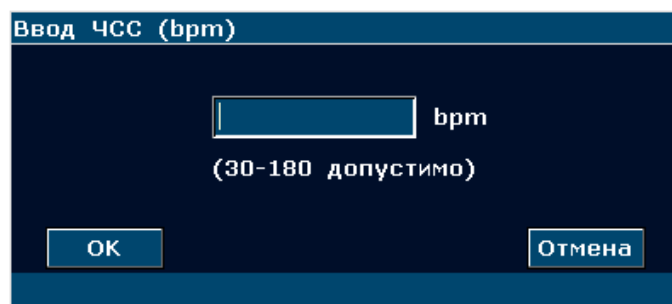 Ввод ЧСС (bpm)
bpm
(30-180 допустимо)
OK
Отмена